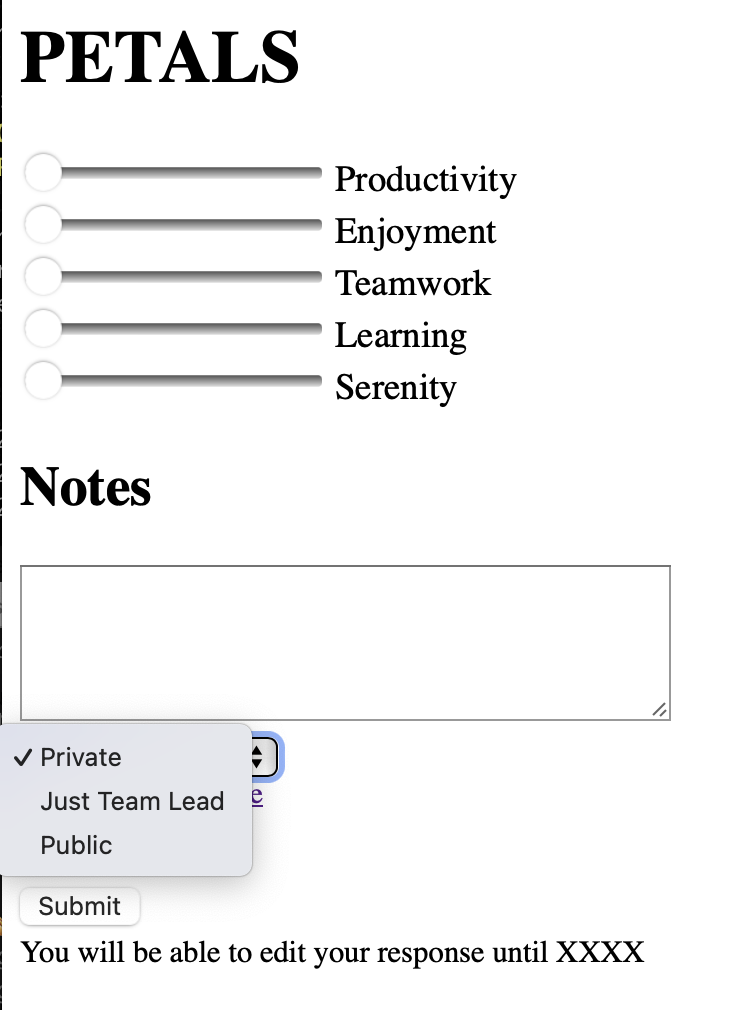 PETALS
Productivity
Enjoyment
Teamwork
Learning
Serenity
Notes
✓ Private
Just Team Lead
Public
Submit
You will be able to edit your response until XXXX